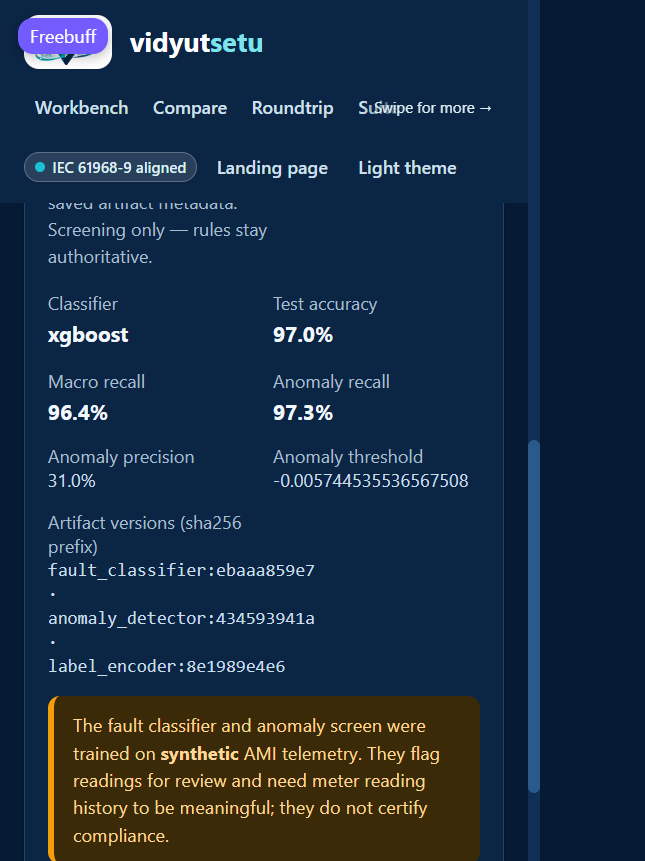 Freebuff
vidyutsetu
Workbench Compare Roundtrip Suite Swipe for more →
IEC 61968-9 aligned Landing page Light theme
saved artifact metadata.
Screening only — rules stay
authoritative.
Classifier Test accuracy
xgboost 97.0%
Macro recall Anomaly recall
96.4% 97.3%
Anomaly precision Anomaly threshold
31.0% -0.005744535536567508
Artifact versions (sha256
prefix)
fault_classifier:ebaaa859e7
·
anomaly_detector:434593941a
·
label_encoder:8e1989e4e6
The fault classifier and anomaly screen were
trained on synthetic AMI telemetry. They flag
readings for review and need meter reading
history to be meaningful; they do not certify
compliance.